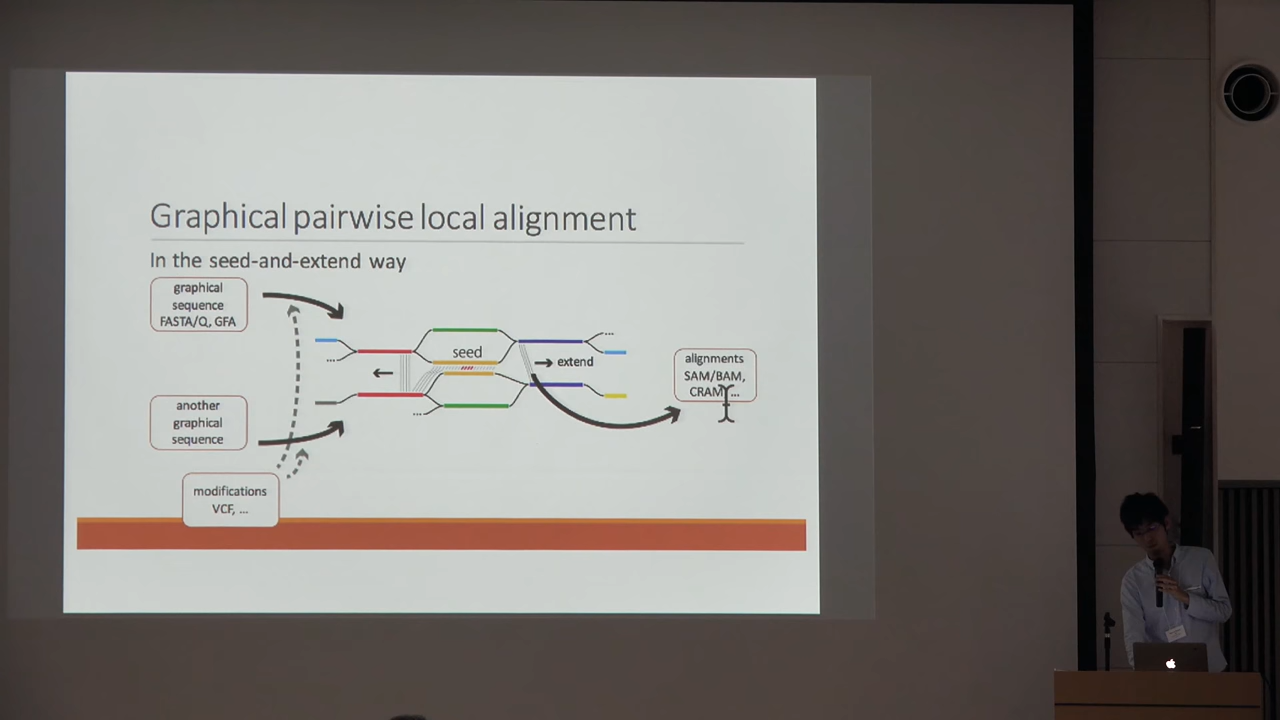 Graphical pairwise local alignment
In the seed-and-extend way
graphical
sequence
FASTA/Q, GFA
another
graphical
sequence
modifications
VCF, ...
...
...
seed
extend
...
alignments
SAM/BAM,
CRAM, ...